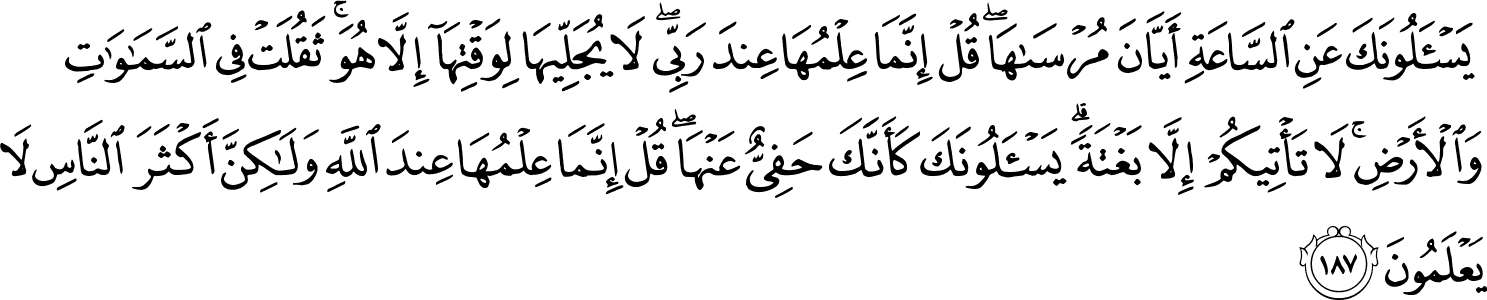 يَسْـَٔلُونَكَ عَنِ ٱلسَّاعَةِ أَيَّانَ مُرْسَىٰهَا ۖ قُلْ إِنَّمَا عِلْمُهَا عِندَ رَبِّى ۖ لَا يُجَلِّيهَا لِوَقْتِهَآ إِلَّا هُوَ ۚ ثَقُلَتْ فِى ٱلسَّمَـٰوَٰتِ
وَٱلْأَرْضِ ۚ لَا تَأْتِيكُمْ إِلَّا بَغْتَةً ۗ يَسْـَٔلُونَكَ كَأَنَّكَ حَفِىٌّ عَنْهَا ۖ قُلْ إِنَّمَا عِلْمُهَا عِندَ ٱللَّهِ وَلَـٰكِنَّ أَكْثَرَ ٱلنَّاسِ لَا
يَعْلَمُونَ ١٨٧